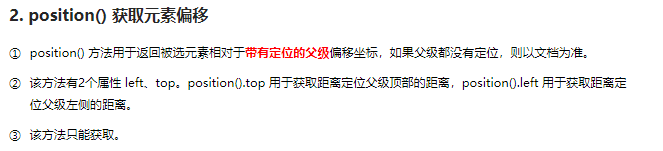 2. position() 获取元素偏移
① position() 方法用于返回被选元素相对于带有定位的父级偏移坐标，如果父级都没有定位，则以文档为准。
② 该方法有2个属性 left、top。position().top 用于获取距离定位父级顶部的距离，position().left 用于获取距离定
位父级左侧的距离。
③ 该方法只能获取。